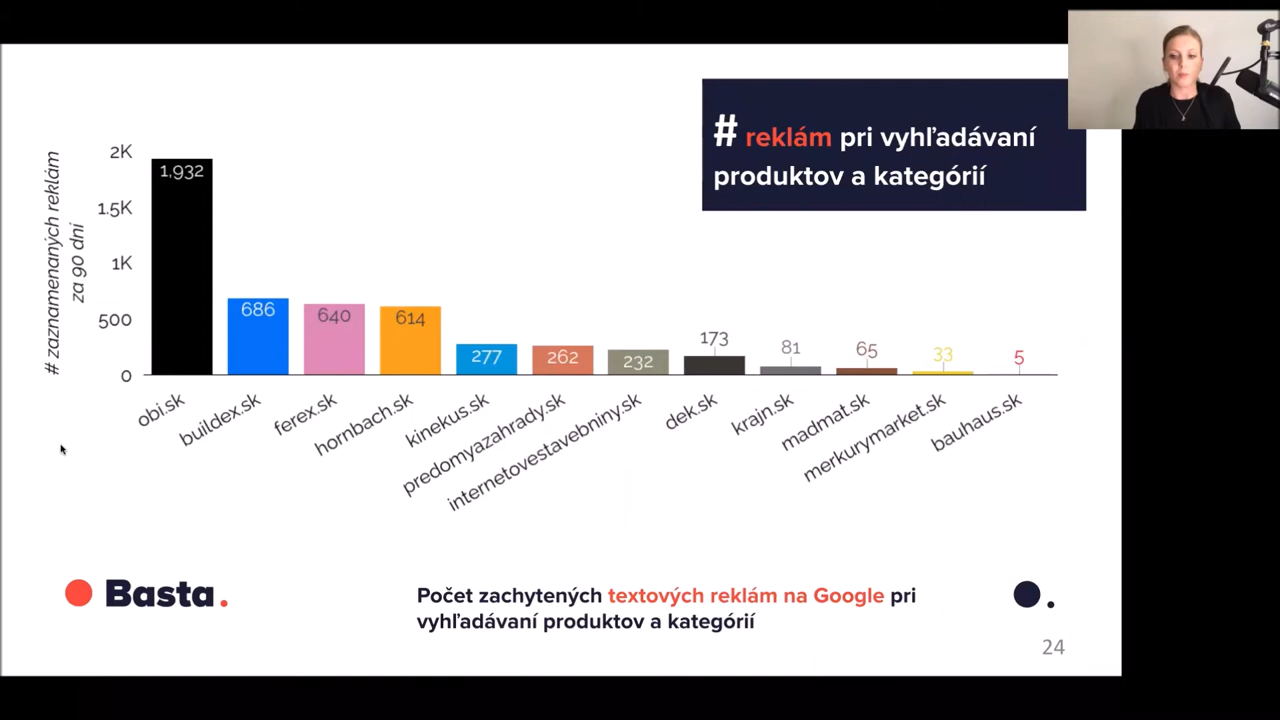 # reklám pri vyhľadávaní
produktov a kategórií
# zaznamenaných reklám
za 90 dní
2K
1.5K
1K
500
0
1,932
686
640
614
277
262
232
173
81
65
33
5
obi.sk
buildex.sk
ferex.sk
hornbach.sk
kinekus.sk
predomyazahrady.sk
internetovestavebniny.sk
dek.sk
krajn.sk
madmat.sk
merkurymarket.sk
bauhaus.sk
Basta.
Počet zachytených textových reklám na Google pri
vyhľadávaní produktov a kategórií
24